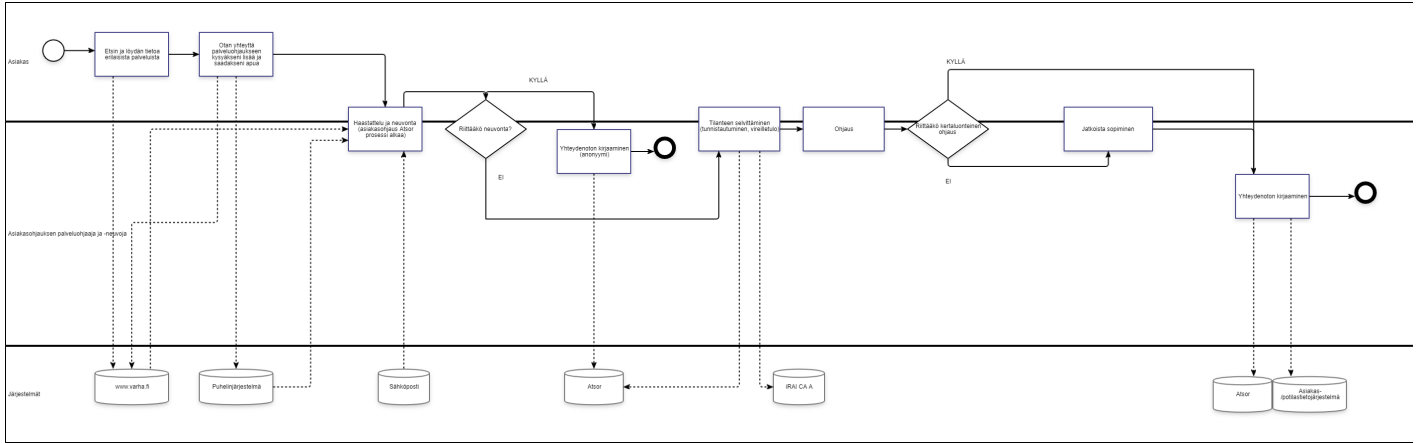 Asiakas
Etsin ja löydän tietoa
erilaisista palveluista
Otan yhteyttä
palveluohjaukseen
kysyäkseni lisää ja
saadakseni apua
KYLLÄ
KYLLÄ
Haastattelu ja neuvonta
(asiakasohjaus Atsor
prosessi alkaa)
Riittääkö neuvonta?
Yhteydenoton kirjaaminen
(anonyymi)
EI
Tilanteen selvittäminen
(tunnistautuminen, vireilletulo)
Ohjaus
Riittääkö kertaluonteinen
ohjaus
EI
Jatkoista sopiminen
Yhteydenoton kirjaaminen
Asiakasohjauksen palveluohjaaja ja -neuvoja
Järjestelmät
www.varha.fi
Puhelinjärjestelmä
Sähköposti
Atsor
IRAI CA A
Atsor
Asiakas-
/potilastietojärjestelmä